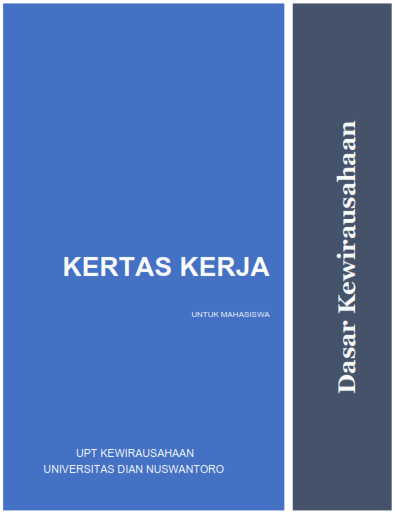 KERTAS KERJA
UNTUK MAHASISWA
UPT KEWIRAUSAHAAN
UNIVERSITAS DIAN NUSWANTORO
Dasar Kewirausahaan